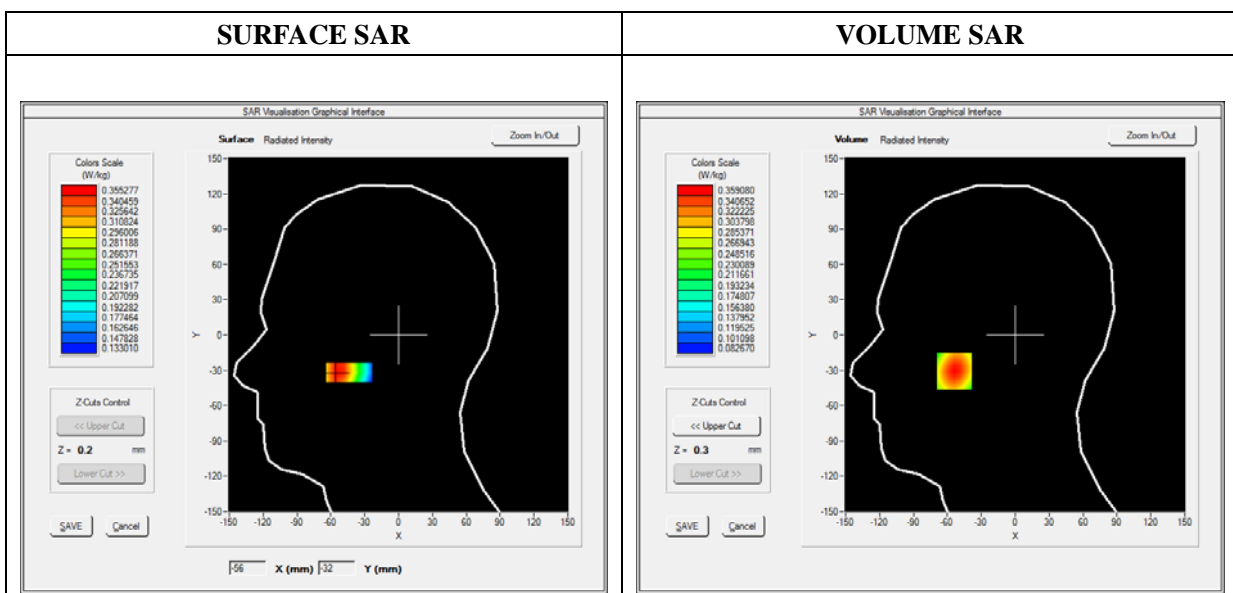 SURFACE SAR
VOLUME SAR
SAR Visualisation Graphical Interface
Surface Radiated Intensity
Zoom In/Out
Colors Scale
(W/kg)
0.355277
0.340459
0.325642
0.310824
0.296006
0.281188
0.266371
0.251553
0.236735
0.221917
0.207099
0.192282
0.177464
0.162646
0.147828
0.133010
Z-Cuts Control
<< Upper Cut
Z = 0.2 mm
Lower Cut >>
SAVE Cancel
150
120
90
60
30
0
-30
-60
-90
-120
-150
Y
-150 -120 -90 -60 -30 0 30 60 90 120 150
X
-56 X (mm) -32 Y (mm)
SAR Visualisation Graphical Interface
Volume Radiated Intensity
Zoom In/Out
Colors Scale
(W/kg)
0.359080
0.340652
0.322225
0.303798
0.285371
0.266943
0.248516
0.230089
0.211661
0.193234
0.174807
0.156380
0.137952
0.119525
0.101098
0.082670
Z-Cuts Control
<< Upper Cut
Z = 0.3 mm
Lower Cut >>
SAVE Cancel
150
120
90
60
30
0
-30
-60
-90
-120
-150
Y
-150 -120 -90 -60 -30 0 30 60 90 120 150
X